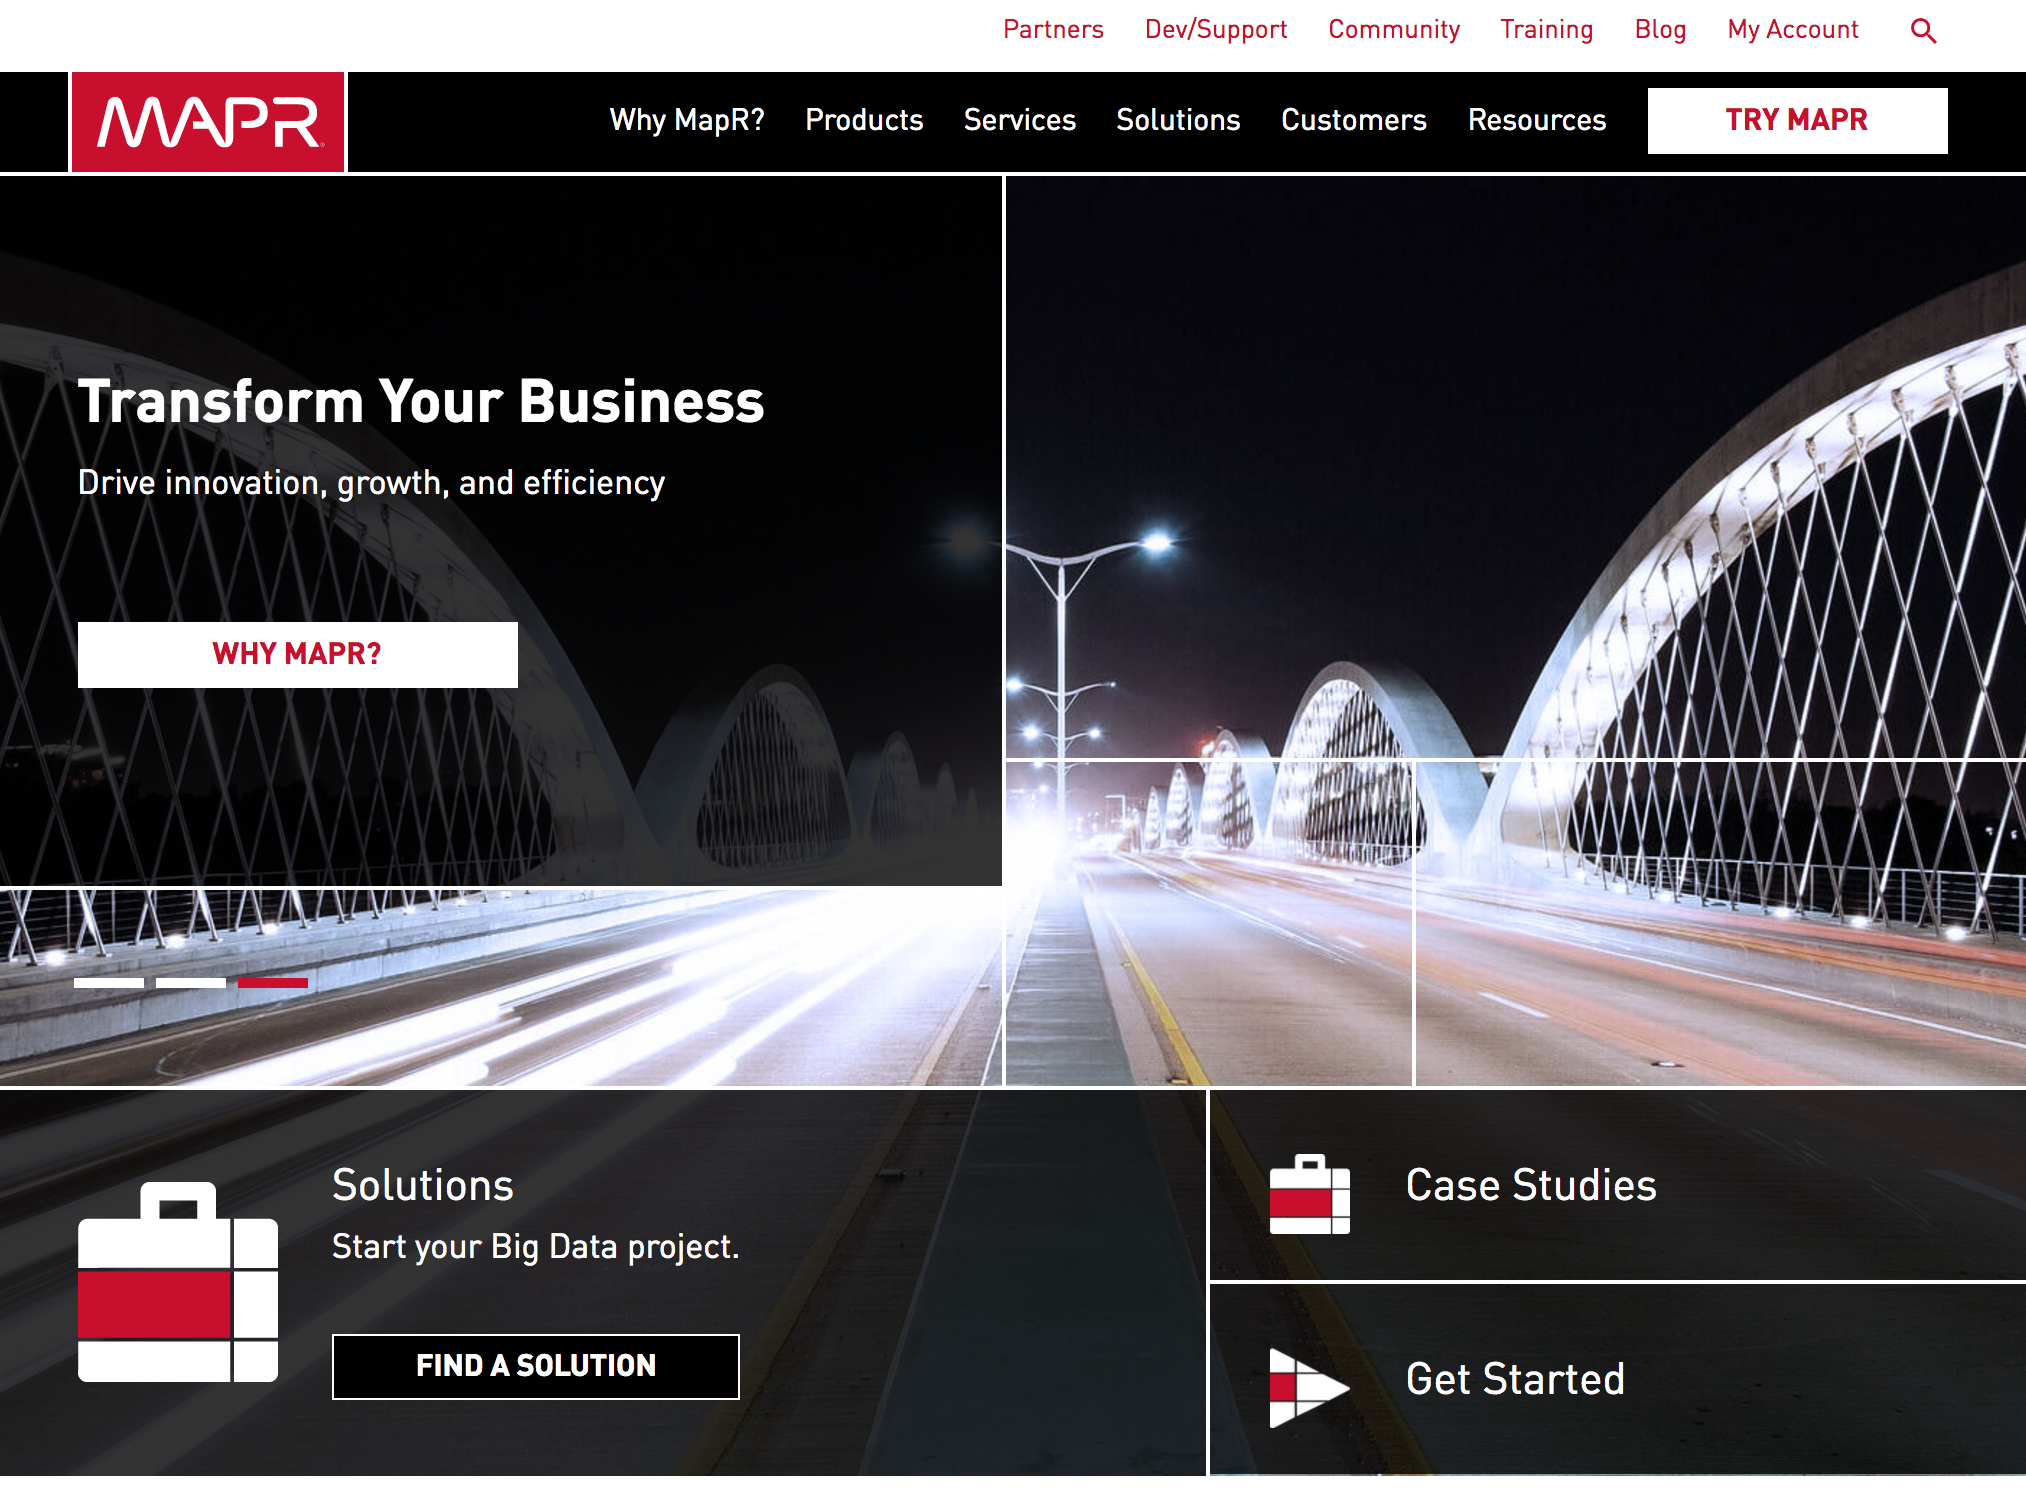 Partners Dev/Support Community Training Blog My Account
MAPR
Why MapR? Products Services Solutions Customers Resources TRY MAPR
Transform Your Business
Drive innovation, growth, and efficiency
WHY MAPR?
Solutions
Start your Big Data project.
FIND A SOLUTION
Case Studies
Get Started